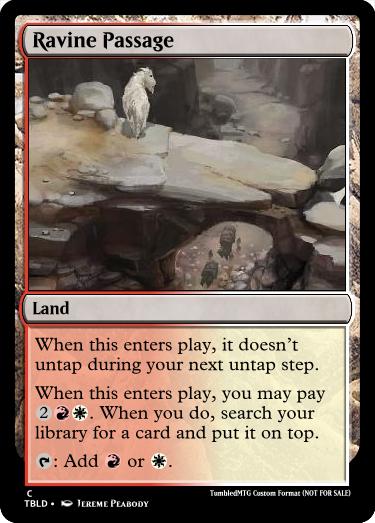 Ravine Passage
Land
When this enters play, it doesn't
untap during your next untap step.
When this enters play, you may pay
2. When you do, search your
library for a card and put it on top.
: Add or .
C
TBLD • Jereme Peabody
TumbledMTG Custom Format (NOT FOR SALE)